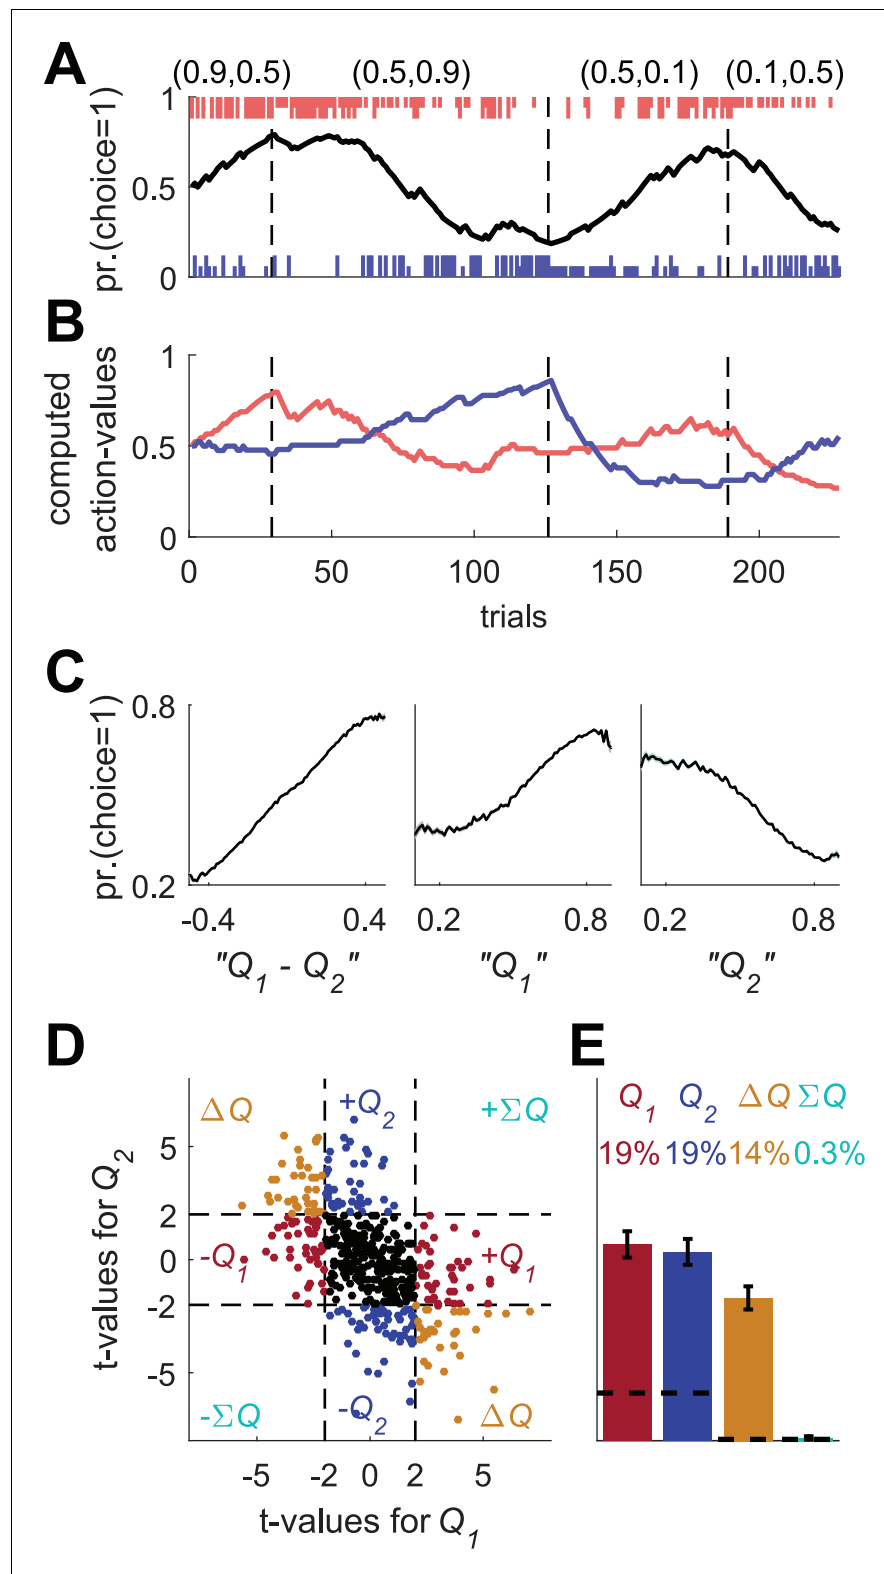 A
(0.9,0.5) (0.5,0.9) (0.5,0.1) (0.1,0.5)
pr.(choice=1)
1
0.5
0
B
computed
action-values
1
0.5
0
0 50 100 150 200
trials
C
pr.(choice=1)
0.8
0.2
-0.4 0.4 0.2 0.8 0.2 0.8
"Q1 - Q2" "Q1" "Q2"
D
t-values for Q2
ΔQ +Q2 +ΣQ
5
2
0
-2
-5
-Q1 +Q1
-ΣQ -Q2 ΔQ
-5 -2 0 2 5
t-values for Q1
E
Q1 Q2 ΔQ ΣQ
19% 19% 14% 0.3%